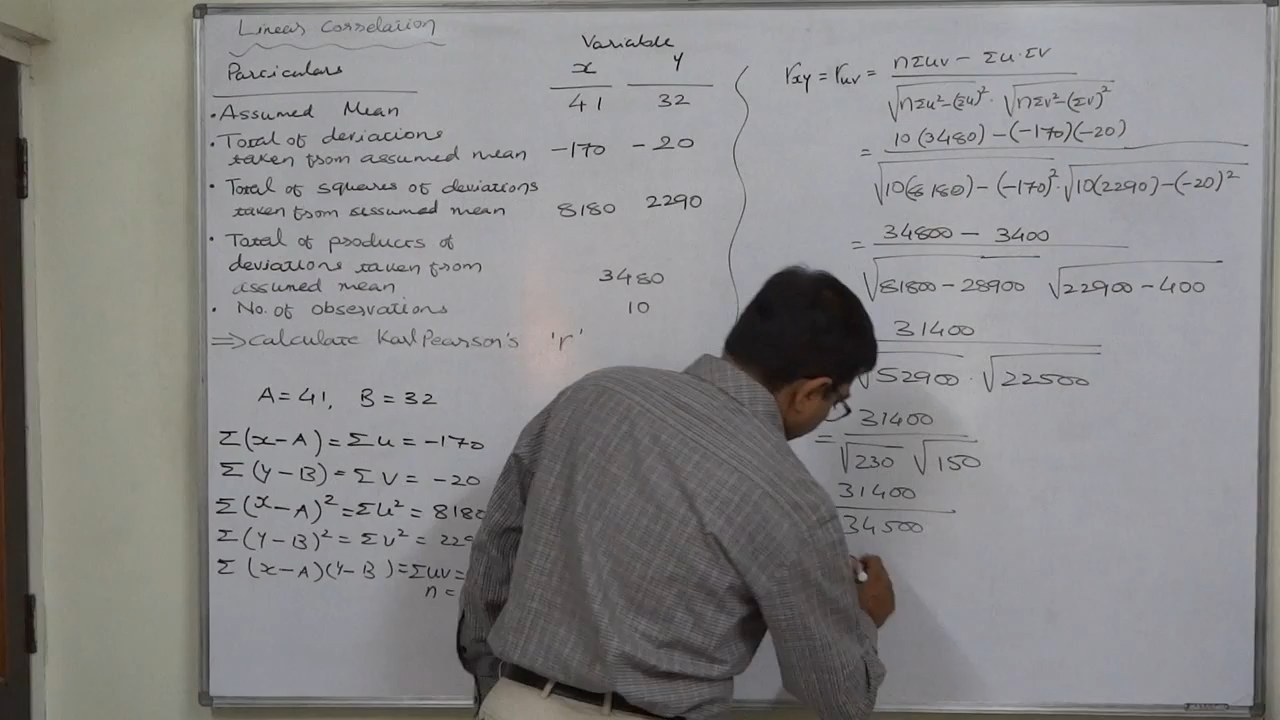 Linear Correlation
Variable
Particulars x y
• Assumed Mean 41 32
• Total of deviations
taken from assumed mean -170 -20
• Total of squares of deviations
taken from assumed mean 8180 2290
• Total of products of
deviations taken from
assumed mean 3480
• No. of observations 10
⇒ Calculate Karl Pearson's 'r'
A = 41, B = 32
Σ(x-A) = Σu = -170
Σ(y-B) = Σv = -20
Σ(x-A)² = Σu² = 8180
Σ(y-B)² = Σv² = 229
Σ(x-A)(y-B) = Σuv =
n =
rxy = ruv = nΣuv - Σu·Σv
√nΣu²-(Σu)² · √nΣv²-(Σv)²
= 10(3480) - (-170)(-20)
√10(8180) - (-170)² · √10(2290) - (-20)²
= 34800 - 3400
√81800 - 28900 √22900 - 400
31400
√52900 · √22500
= 31400
√230 √150
31400
34500